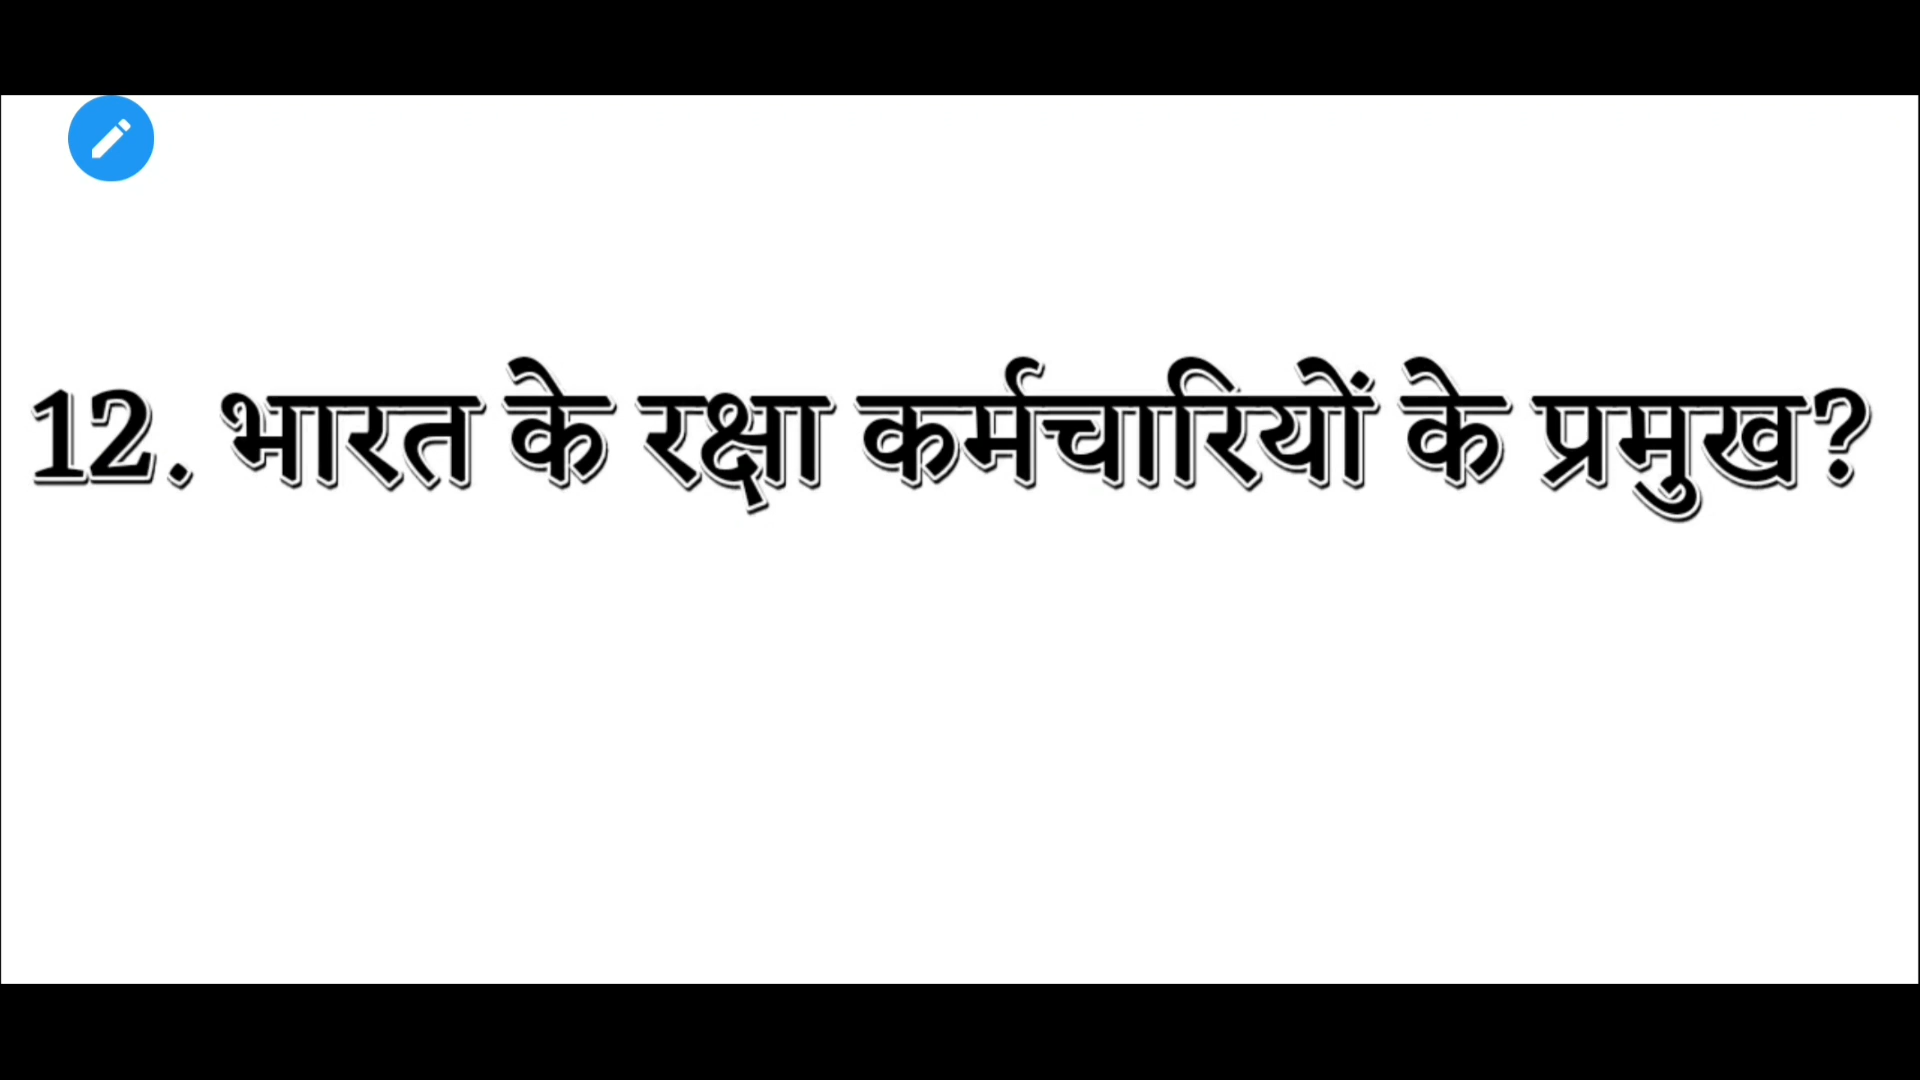 12. भारत के रक्षा कर्मचारियों के प्रमुख?